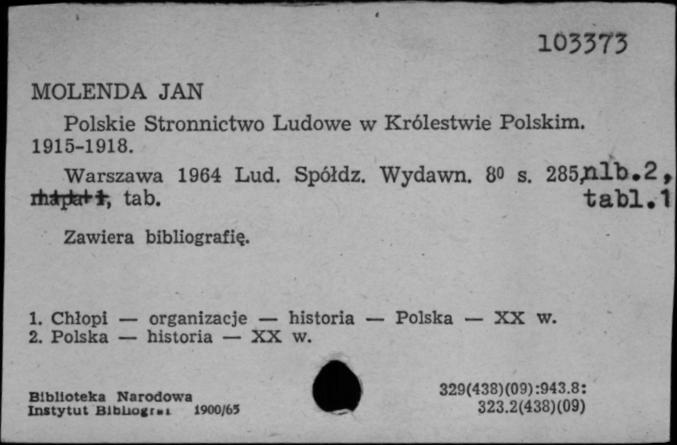 103373
MOLENDA JAN
Polskie Stronnictwo Ludowe w Królestwie Polskim.
1915-1918.
Warszawa 1964 Lud. Spółdz. Wydawn. 8⁰ s. 285, nlb.2,
mapa 1, tab. tabl.1
Zawiera bibliografię.
1. Chłopi — organizacje — historia — Polska — XX w.
2. Polska — historia — XX w.
Biblioteka Narodowa 329(438)(09):943.8:
Instytut Bibliogr. 1900/65 323.2(438)(09)